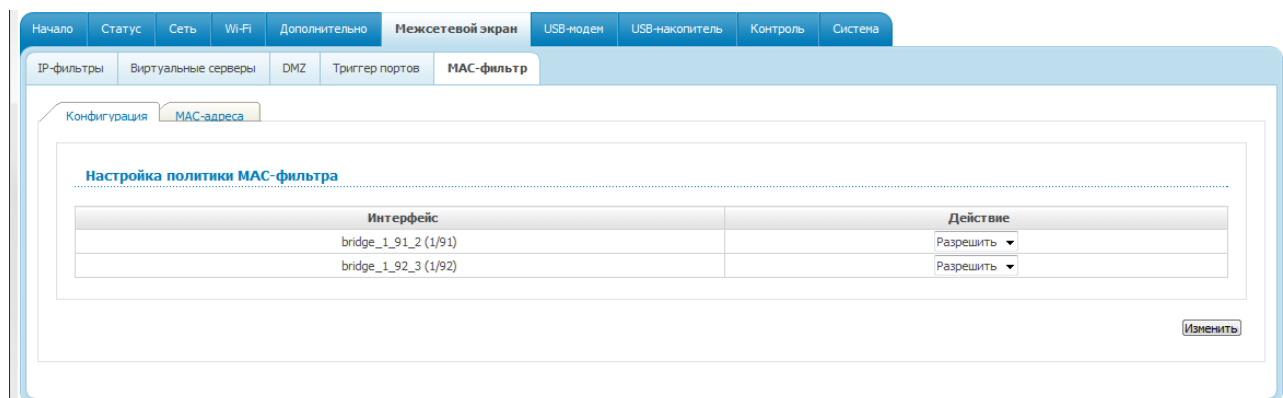 Начало Статус Сеть Wi-Fi Дополнительно Межсетевой экран USB-модем USB-накопитель Контроль Система
IP-фильтры Виртуальные серверы DMZ Триггер портов MAC-фильтр
Конфигурация MAC-адреса
Настройка политики MAC-фильтра
Интерфейс Действие
bridge_1_91_2 (1/91) Разрешить
bridge_1_92_3 (1/92) Разрешить
Изменить